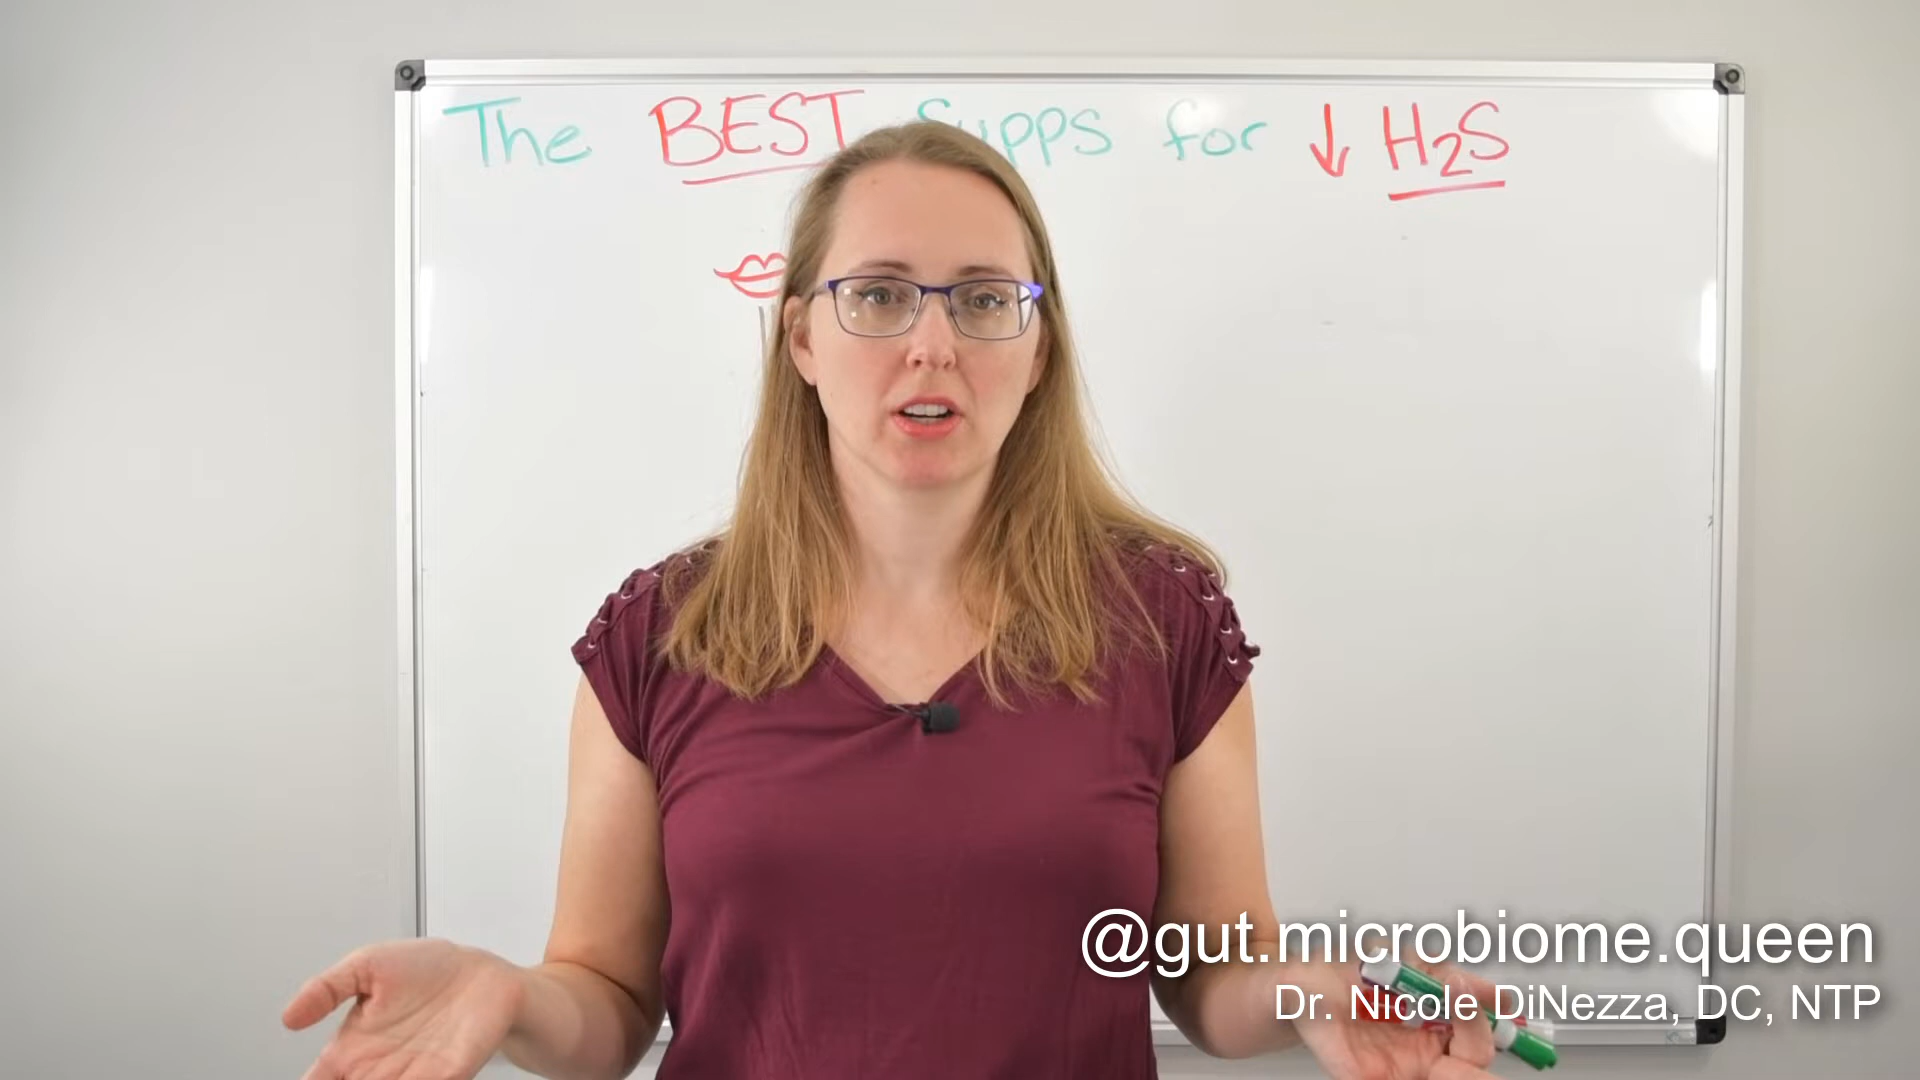 The BEST Supps for ↓ H₂S
@gut.microbiome.queen
Dr. Nicole DiNezza, DC, NTP